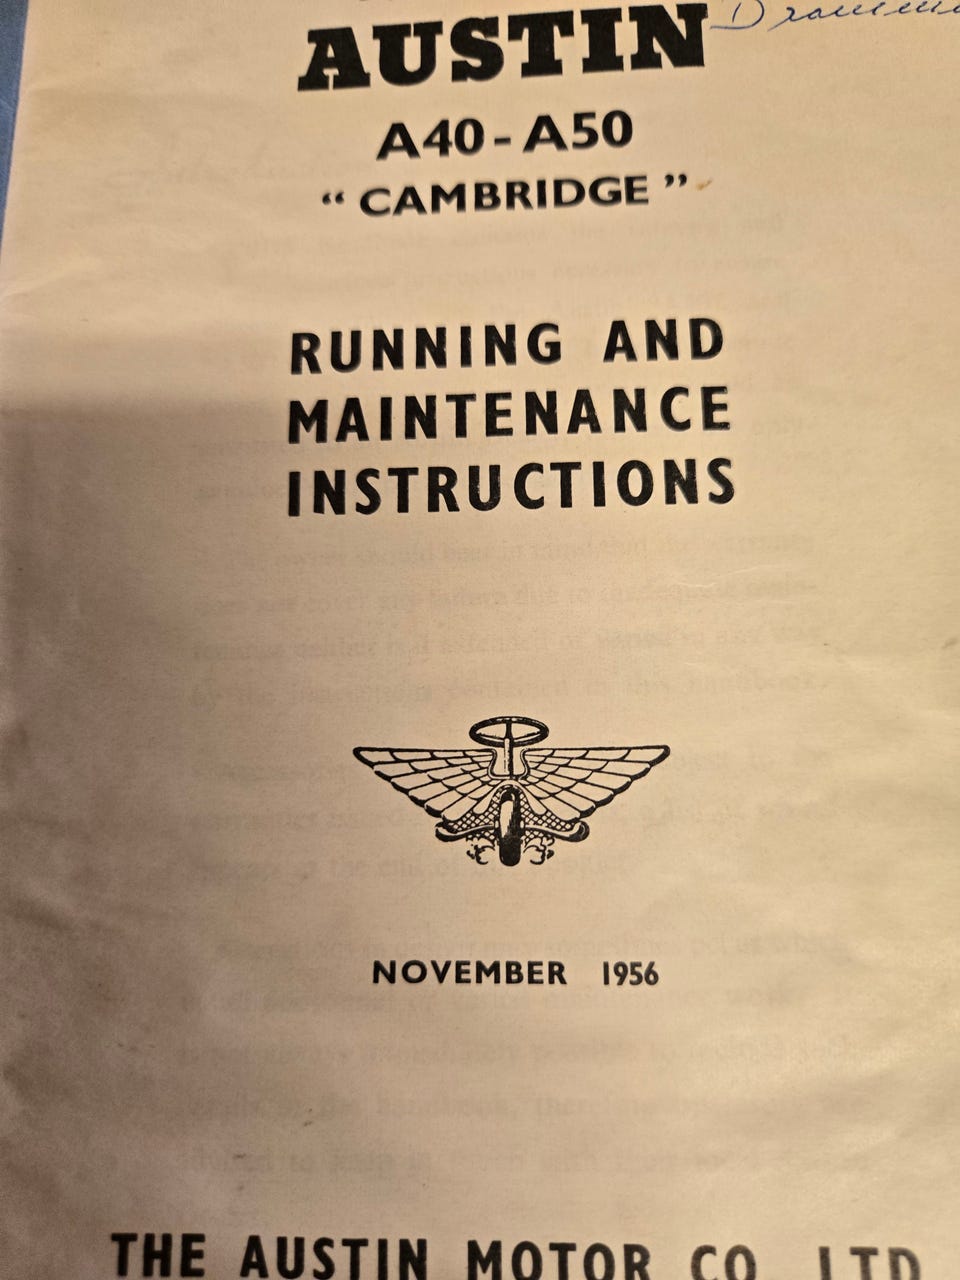 AUSTIN
A40-A50
“ CAMBRIDGE ”
RUNNING AND
MAINTENANCE
INSTRUCTIONS
NOVEMBER 1956
THE AUSTIN MOTOR CO LTD